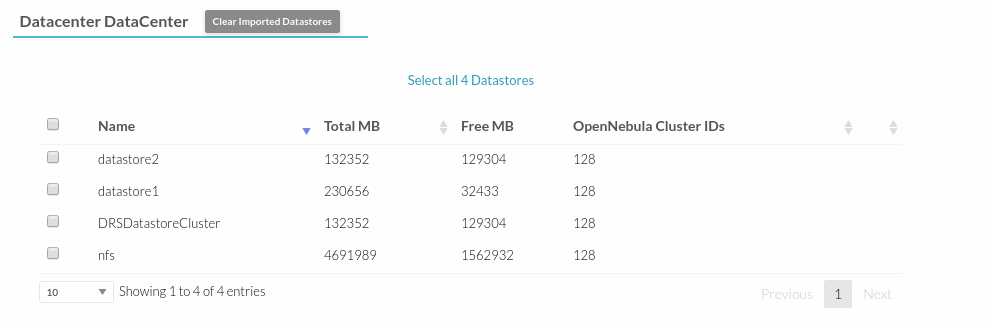 Datacenter DataCenter Clear Imported Datastores
Select all 4 Datastores
Name Total MB Free MB OpenNebula Cluster IDs
datastore2 132352 129304 128
datastore1 230656 32433 128
DRSDatastoreCluster 132352 129304 128
nfs 4691989 1562932 128
10 Showing 1 to 4 of 4 entries Previous 1 Next